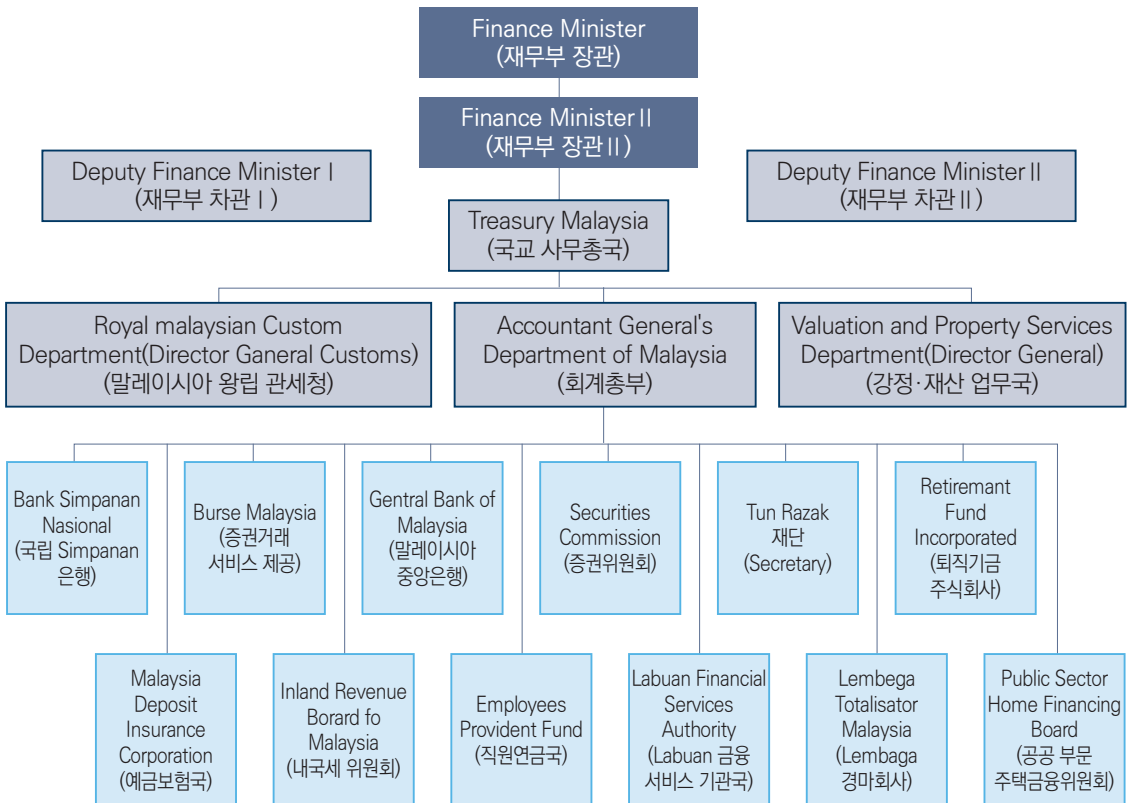 Finance Minister
(재무부 장관)
Finance MinisterⅡ
(재무부 장관Ⅱ)
Deputy Finance MinisterⅠ
(재무부 차관Ⅰ)
Deputy Finance MinisterⅡ
(재무부 차관Ⅱ)
Treasury Malaysia
(국교 사무총국)
Royal malaysian Custom
Department(Director Ganeral Customs)
(말레이시아 왕립 관세청)
Accountant General's
Department of Malaysia
(회계총부)
Valuation and Property Services
Department(Director General)
(강정·재산 업무국)
Bank Simpanan
Nasional
(국립 Simpanan
은행)
Burse Malaysia
(증권거래
서비스 제공)
Gentral Bank of
Malaysia
(말레이시아
중앙은행)
Securities
Commission
(증권위원회)
Tun Razak
재단
(Secretary)
Retiremant
Fund
Incorporated
(퇴직기금
주식회사)
Malaysia
Deposit
Insurance
Corporation
(예금보험국)
Inland Revenue
Borard fo
Malaysia
(내국세 위원회)
Employees
Provident Fund
(직원연금국)
Labuan Financial
Services
Authority
(Labuan 금융
서비스 기관국)
Lembega
Totalisator
Malaysia
(Lembaga
경마회사)
Public Sector
Home Financing
Board
(공공 부문
주택금융위원회)